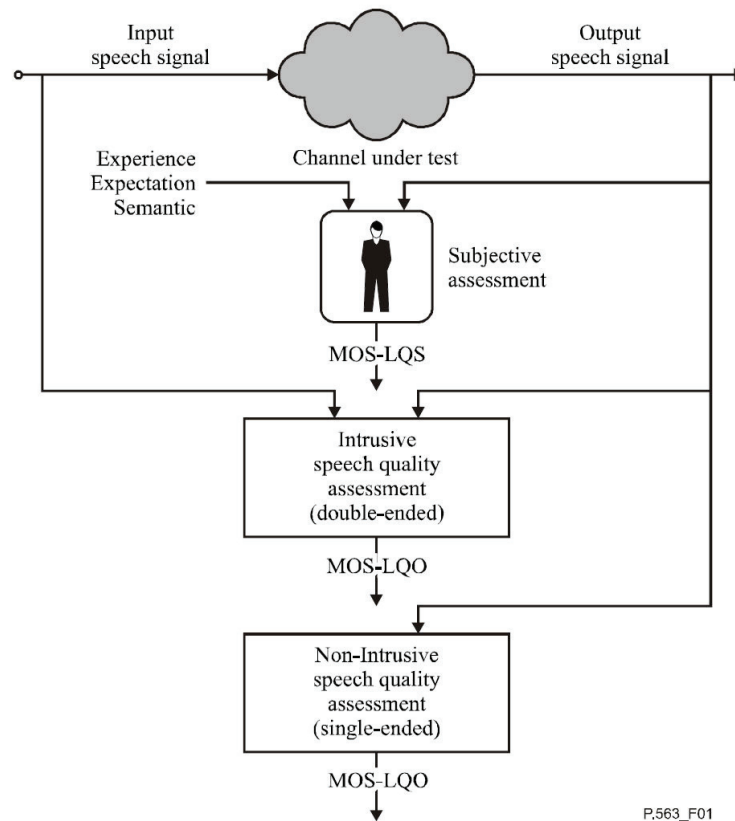 Input
speech signal
Output
speech signal
Channel under test
Experience
Expectation
Semantic
Subjective
assessment
MOS-LQS
Intrusive
speech quality
assessment
(double-ended)
MOS-LQO
Non-Intrusive
speech quality
assessment
(single-ended)
MOS-LQO
P.563_F01